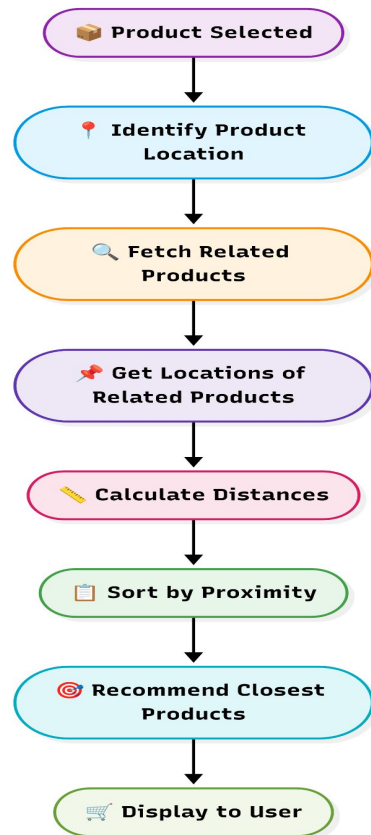 📦 Product Selected
📍 Identify Product
Location
🔍 Fetch Related
Products
📌 Get Locations of
Related Products
📏 Calculate Distances
📋 Sort by Proximity
🎯 Recommend Closest
Products
🛒 Display to User